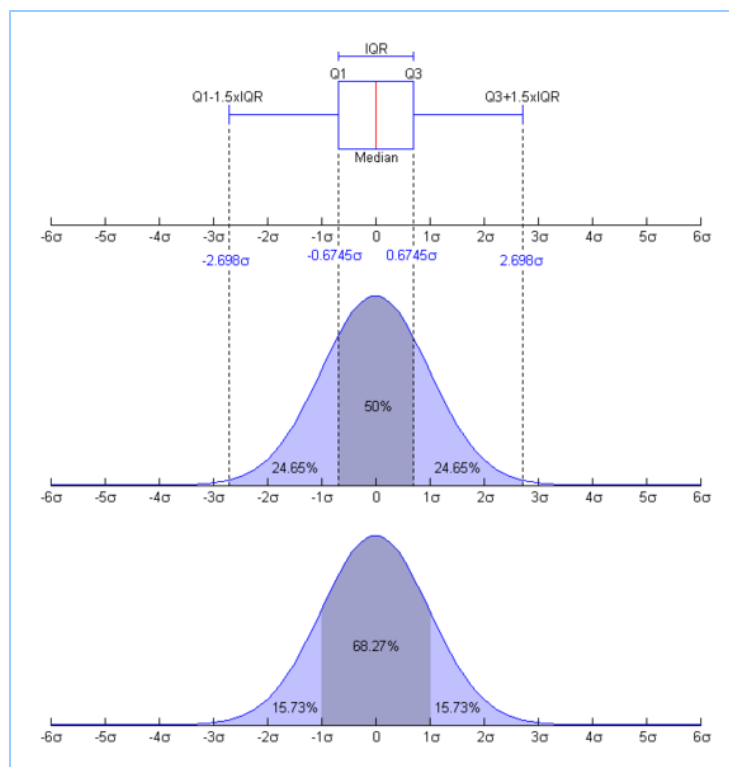 IQR
Q1 Q3
Q1-1.5xIQR Q3+1.5xIQR
Median
-6σ -5σ -4σ -3σ -2σ -1σ 0 1σ 2σ 3σ 4σ 5σ 6σ
-2.698σ -0.6745σ 0.6745σ 2.698σ
50%
24.65% 24.65%
-6σ -5σ -4σ -3σ -2σ -1σ 0 1σ 2σ 3σ 4σ 5σ 6σ
68.27%
15.73% 15.73%
-6σ -5σ -4σ -3σ -2σ -1σ 0 1σ 2σ 3σ 4σ 5σ 6σ